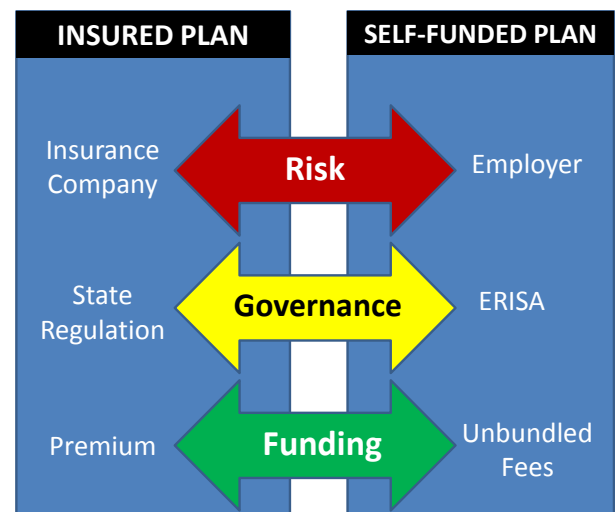 INSURED PLAN
SELF-FUNDED PLAN
Insurance
Company
Risk
Employer
State
Regulation
Governance
ERISA
Premium
Funding
Unbundled
Fees